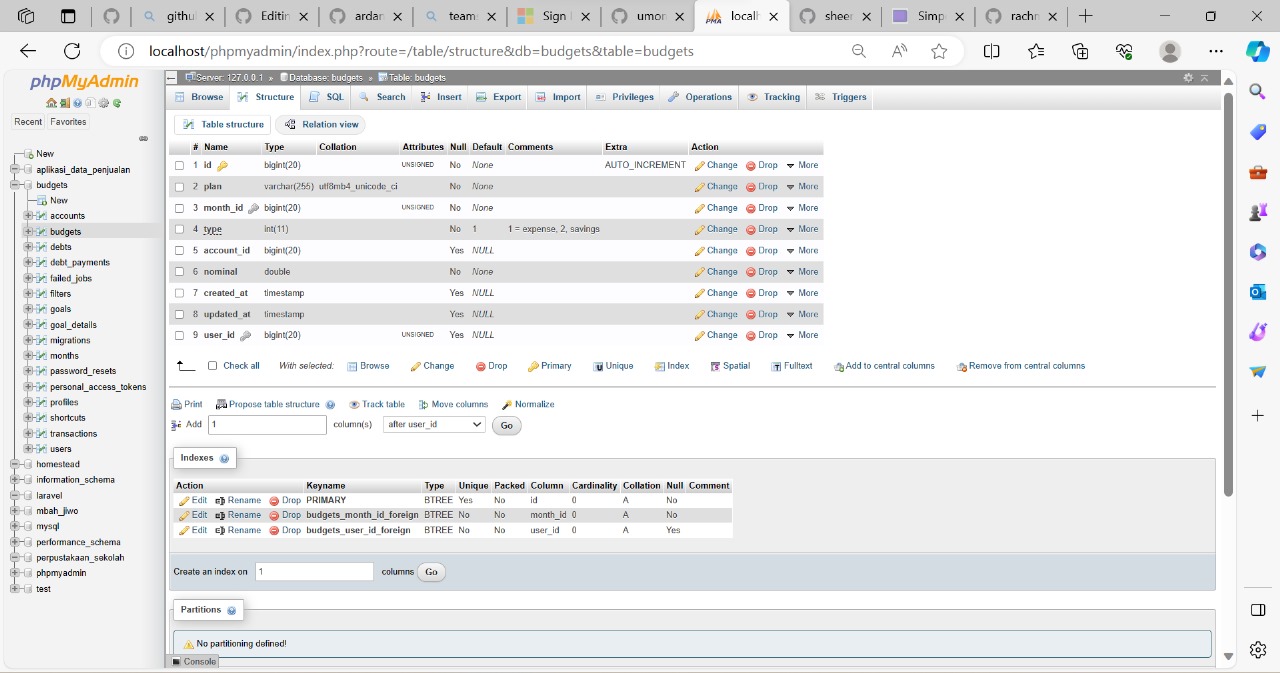 githu
Editin
ardan
team
Sign
umon
localh
sheer
Simp
rachn
localhost/phpmyadmin/index.php?route=/table/structure&db=budgets&table=budgets
phpMyAdmin
Recent Favorites
New
aplikasi_data_penjualan
budgets
New
accounts
budgets
debts
debt_payments
failed_jobs
filters
goals
goal_details
migrations
months
password_resets
personal_access_tokens
profiles
shortcuts
transactions
users
homestead
information_schema
laravel
mbah_jiwo
mysql
performance_schema
perpustakaan_sekolah
phpmyadmin
test
Server: 127.0.0.1 » Database: budgets » Table: budgets
Browse Structure SQL Search Insert Export Import Privileges Operations Tracking Triggers
Table structure Relation view
# Name Type Collation Attributes Null Default Comments Extra Action
1 id bigint(20) UNSIGNED No None AUTO_INCREMENT Change Drop More
2 plan varchar(255) utf8mb4_unicode_ci No None Change Drop More
3 month_id bigint(20) UNSIGNED No None Change Drop More
4 type int(11) No 1 1 = expense, 2, savings Change Drop More
5 account_id bigint(20) Yes NULL Change Drop More
6 nominal double No None Change Drop More
7 created_at timestamp Yes NULL Change Drop More
8 updated_at timestamp Yes NULL Change Drop More
9 user_id bigint(20) UNSIGNED Yes NULL Change Drop More
Check all With selected: Browse Change Drop Primary Unique Index Spatial Fulltext Add to central columns Remove from central columns
Print Propose table structure Track table Move columns Normalize
Add 1 column(s) after user_id Go
Indexes
Action Keyname Type Unique Packed Column Cardinality Collation Null Comment
Edit Rename Drop PRIMARY BTREE Yes No id 0 A No
Edit Rename Drop budgets_month_id_foreign BTREE No No month_id 0 A No
Edit Rename Drop budgets_user_id_foreign BTREE No No user_id 0 A Yes
Create an index on 1 columns Go
Partitions
No partitioning defined!
Console